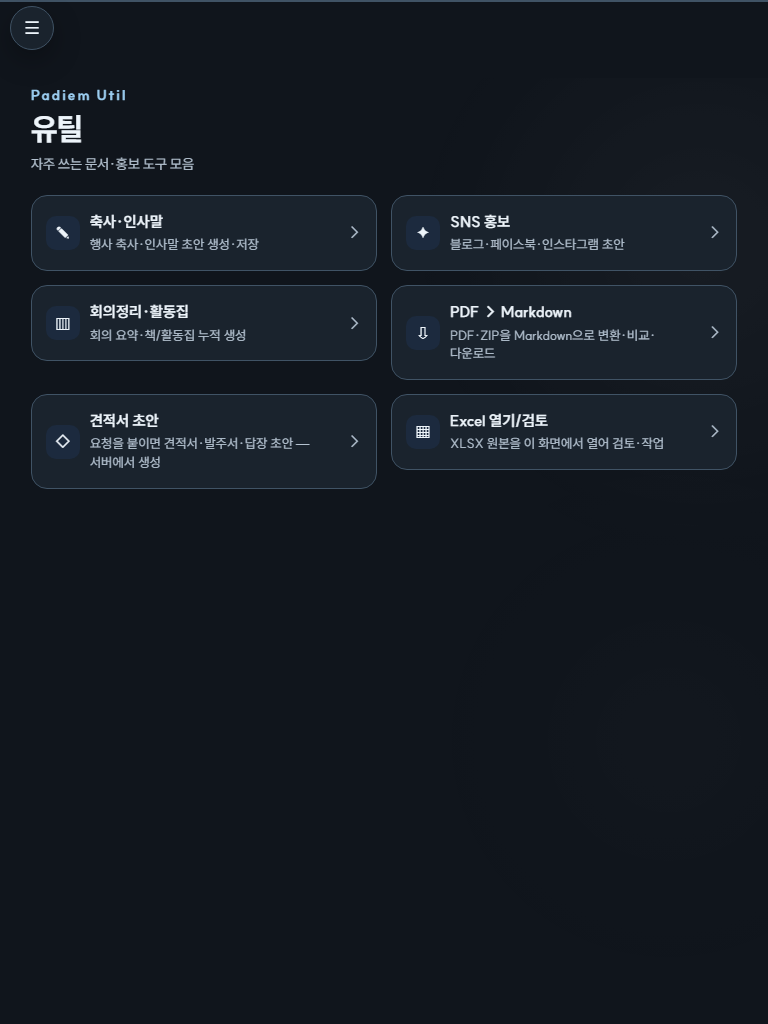 Padiem Util
유틸
자주 쓰는 문서·홍보 도구 모음
축사·인사말
행사 축사·인사말 초안 생성·저장
SNS 홍보
블로그·페이스북·인스타그램 초안
회의정리·활동집
회의 요약·책/활동집 누적 생성
PDF > Markdown
PDF·ZIP을 Markdown으로 변환·비교·
다운로드
견적서 초안
요청을 붙이면 견적서·발주서·답장 초안 —
서버에서 생성
Excel 열기/검토
XLSX 원본을 이 화면에서 열어 검토·작업